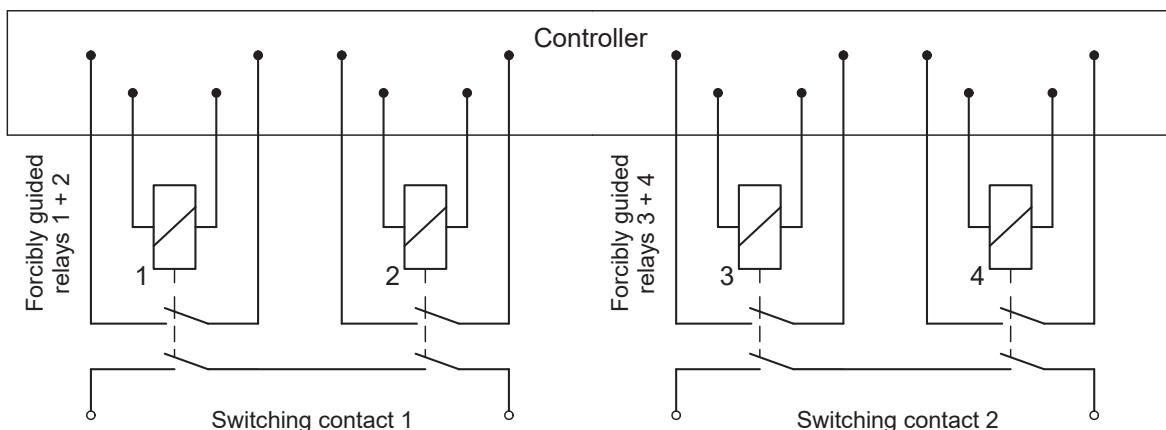 Controller
Forcibly guided
relays 1 + 2
Forcibly guided
relays 3 + 4
1
2
3
4
Switching contact 1
Switching contact 2